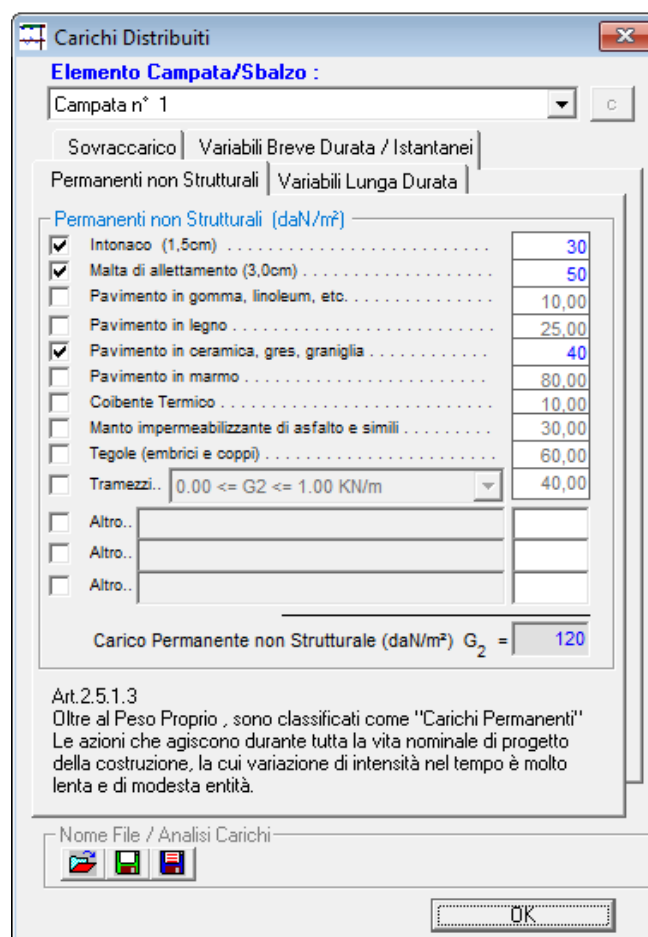 Carichi Distribuiti
Elemento Campata/Sbalzo :
Campata n° 1
c
Sovraccarico
Variabili Breve Durata / Istantanei
Permanenti non Strutturali
Variabili Lunga Durata
Permanenti non Strutturali (daN/m²)
Intonaco (1,5cm) . . . . . . . . . . . . . . . . . . . . . . . . . . 30
Malta di allettamento (3,0cm) . . . . . . . . . . . . . . . . . . . 50
Pavimento in gomma, linoleum, etc. . . . . . . . . . . . . . . . 10,00
Pavimento in legno . . . . . . . . . . . . . . . . . . . . . . . . . . 25,00
Pavimento in ceramica, gres, graniglia . . . . . . . . . . . . 40
Pavimento in marmo . . . . . . . . . . . . . . . . . . . . . . . . . 80,00
Coibente Termico . . . . . . . . . . . . . . . . . . . . . . . . . . . 10,00
Manto impermeabilizzante di asfalto e simili . . . . . . . . . 30,00
Tegole (embrici e coppi) . . . . . . . . . . . . . . . . . . . . . . . 60,00
Tramezzi.. 0.00 <= G2 <= 1.00 KN/m 40,00
Altro..
Altro..
Altro..
Carico Permanente non Strutturale (daN/m²) G2 = 120
Art.2.5.1.3
Oltre al Peso Proprio , sono classificati come "Carichi Permanenti"
Le azioni che agiscono durante tutta la vita nominale di progetto
della costruzione, la cui variazione di intensità nel tempo è molto
lenta e di modesta entità.
Nome File / Analisi Carichi
OK